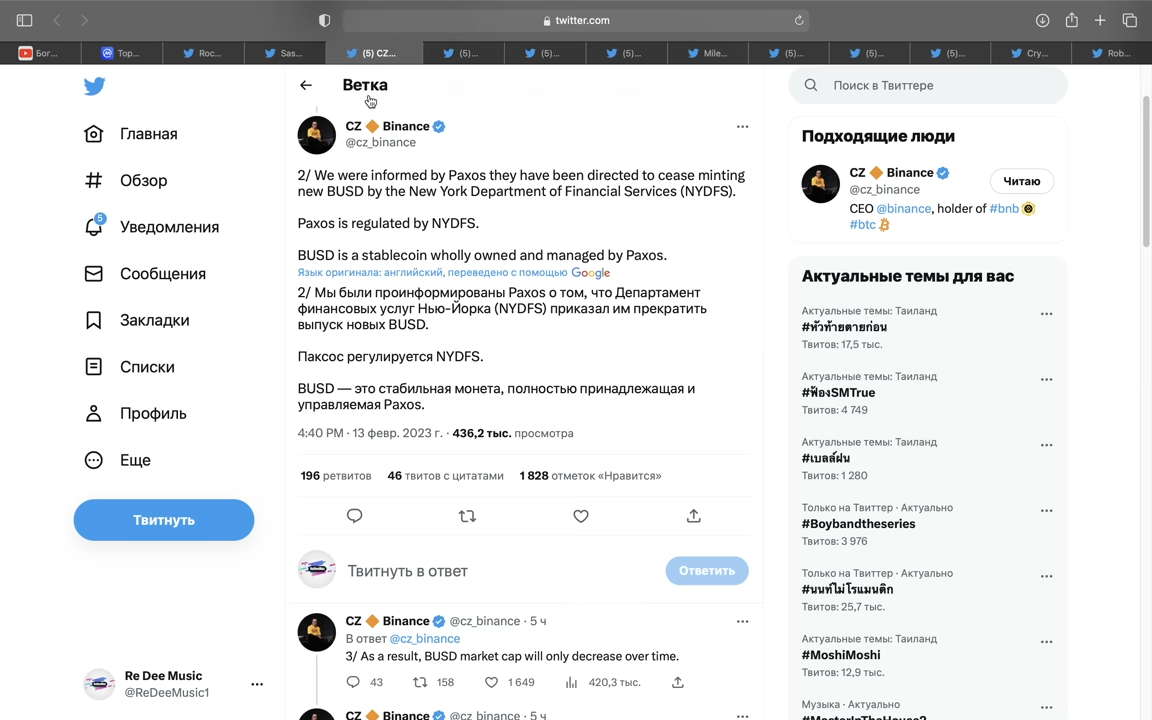 twitter.com
Бог...
Top...
Roc...
Sas...
(5) CZ...
(5)...
(5)...
(5)...
Mile...
(5)...
(5)...
(5)...
Cry...
Rob...
Главная
Обзор
5
Уведомления
Сообщения
Закладки
Списки
Профиль
Еще
Твитнуть
Re Dee Music
@ReDeeMusic1
Ветка
CZ 🔶 Binance
@cz_binance
2/ We were informed by Paxos they have been directed to cease minting
new BUSD by the New York Department of Financial Services (NYDFS).
Paxos is regulated by NYDFS.
BUSD is a stablecoin wholly owned and managed by Paxos.
Язык оригинала: английский, переведено с помощью Google
2/ Мы были проинформированы Paxos о том, что Департамент
финансовых услуг Нью-Йорка (NYDFS) приказал им прекратить
выпуск новых BUSD.
Паксос регулируется NYDFS.
BUSD — это стабильная монета, полностью принадлежащая и
управляемая Paxos.
4:40 PM · 13 февр. 2023 г. · 436,2 тыс. просмотра
196 ретвитов 46 твитов с цитатами 1 828 отметок «Нравится»
Твитнуть в ответ
Ответить
CZ 🔶 Binance @cz_binance · 5 ч
В ответ @cz_binance
3/ As a result, BUSD market cap will only decrease over time.
43 158 1 649 420,3 тыс.
CZ 🔶 Binance @cz_binance · 5 ч
Поиск в Твиттере
Подходящие люди
CZ 🔶 Binance
@cz_binance
Читаю
CEO @binance, holder of #bnb
#btc
Актуальные темы для вас
Актуальные темы: Таиланд
#หัวท้ายตายก่อน
Твитов: 17,5 тыс.
Актуальные темы: Таиланд
#ฟ้องSMTrue
Твитов: 4 749
Актуальные темы: Таиланд
#เบลล์ฝน
Твитов: 1 280
Только на Твиттер · Актуально
#Boybandtheseries
Твитов: 3 976
Только на Твиттер · Актуально
#นนท์ไม่โรแมนติก
Твитов: 25,7 тыс.
Актуальные темы: Таиланд
#MoshiMoshi
Твитов: 12,9 тыс.
Музыка · Актуально
#MasterInTheHouse2